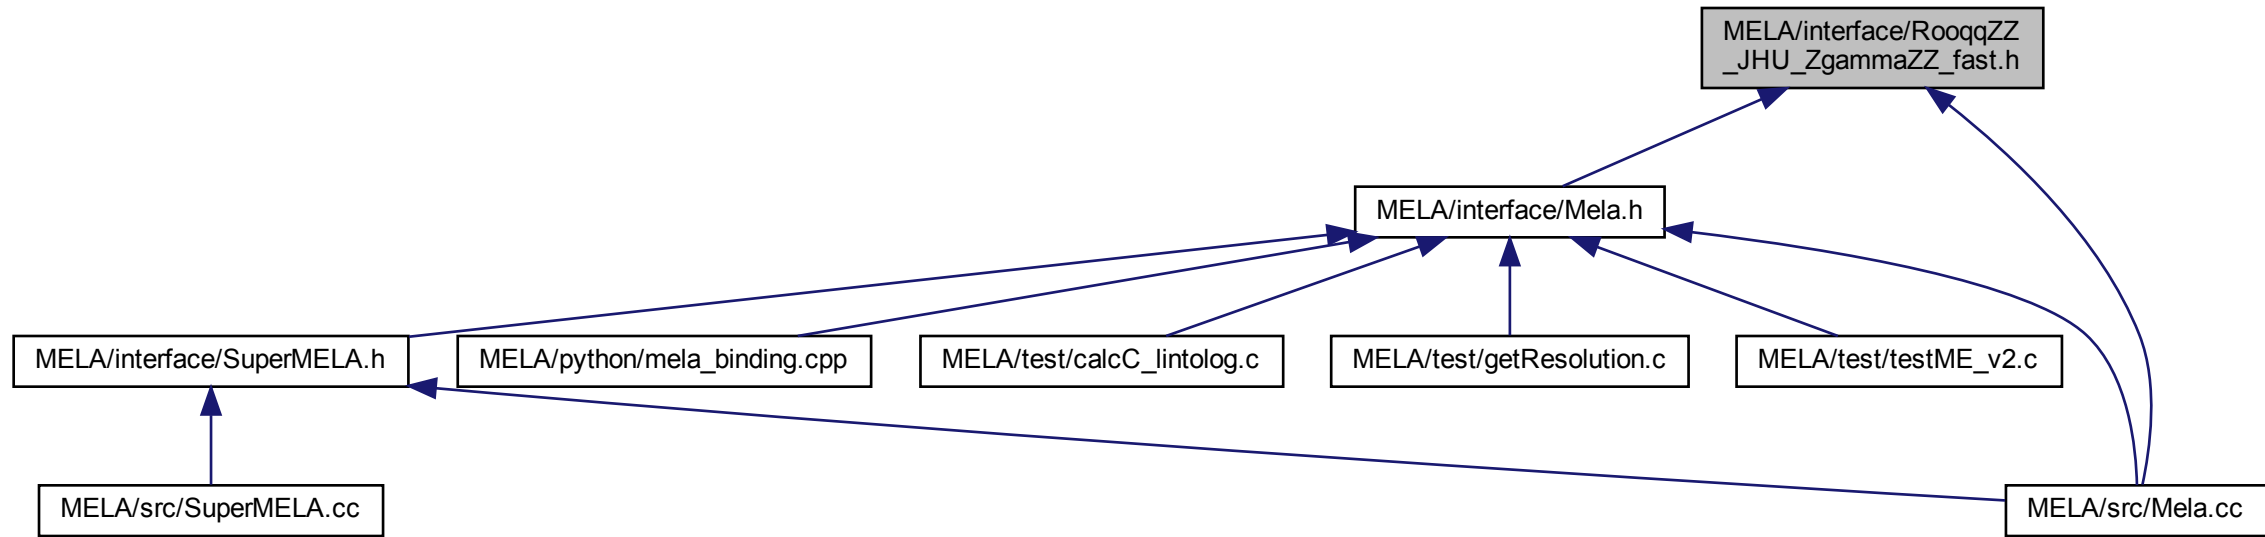 MELA/interface/RooqqZZ
_JHU_ZgammaZZ_fast.h
MELA/interface/Mela.h
MELA/interface/SuperMELA.h
MELA/python/mela_binding.cpp
MELA/test/calcC_lintolog.c
MELA/test/getResolution.c
MELA/test/testME_v2.c
MELA/src/SuperMELA.cc
MELA/src/Mela.cc